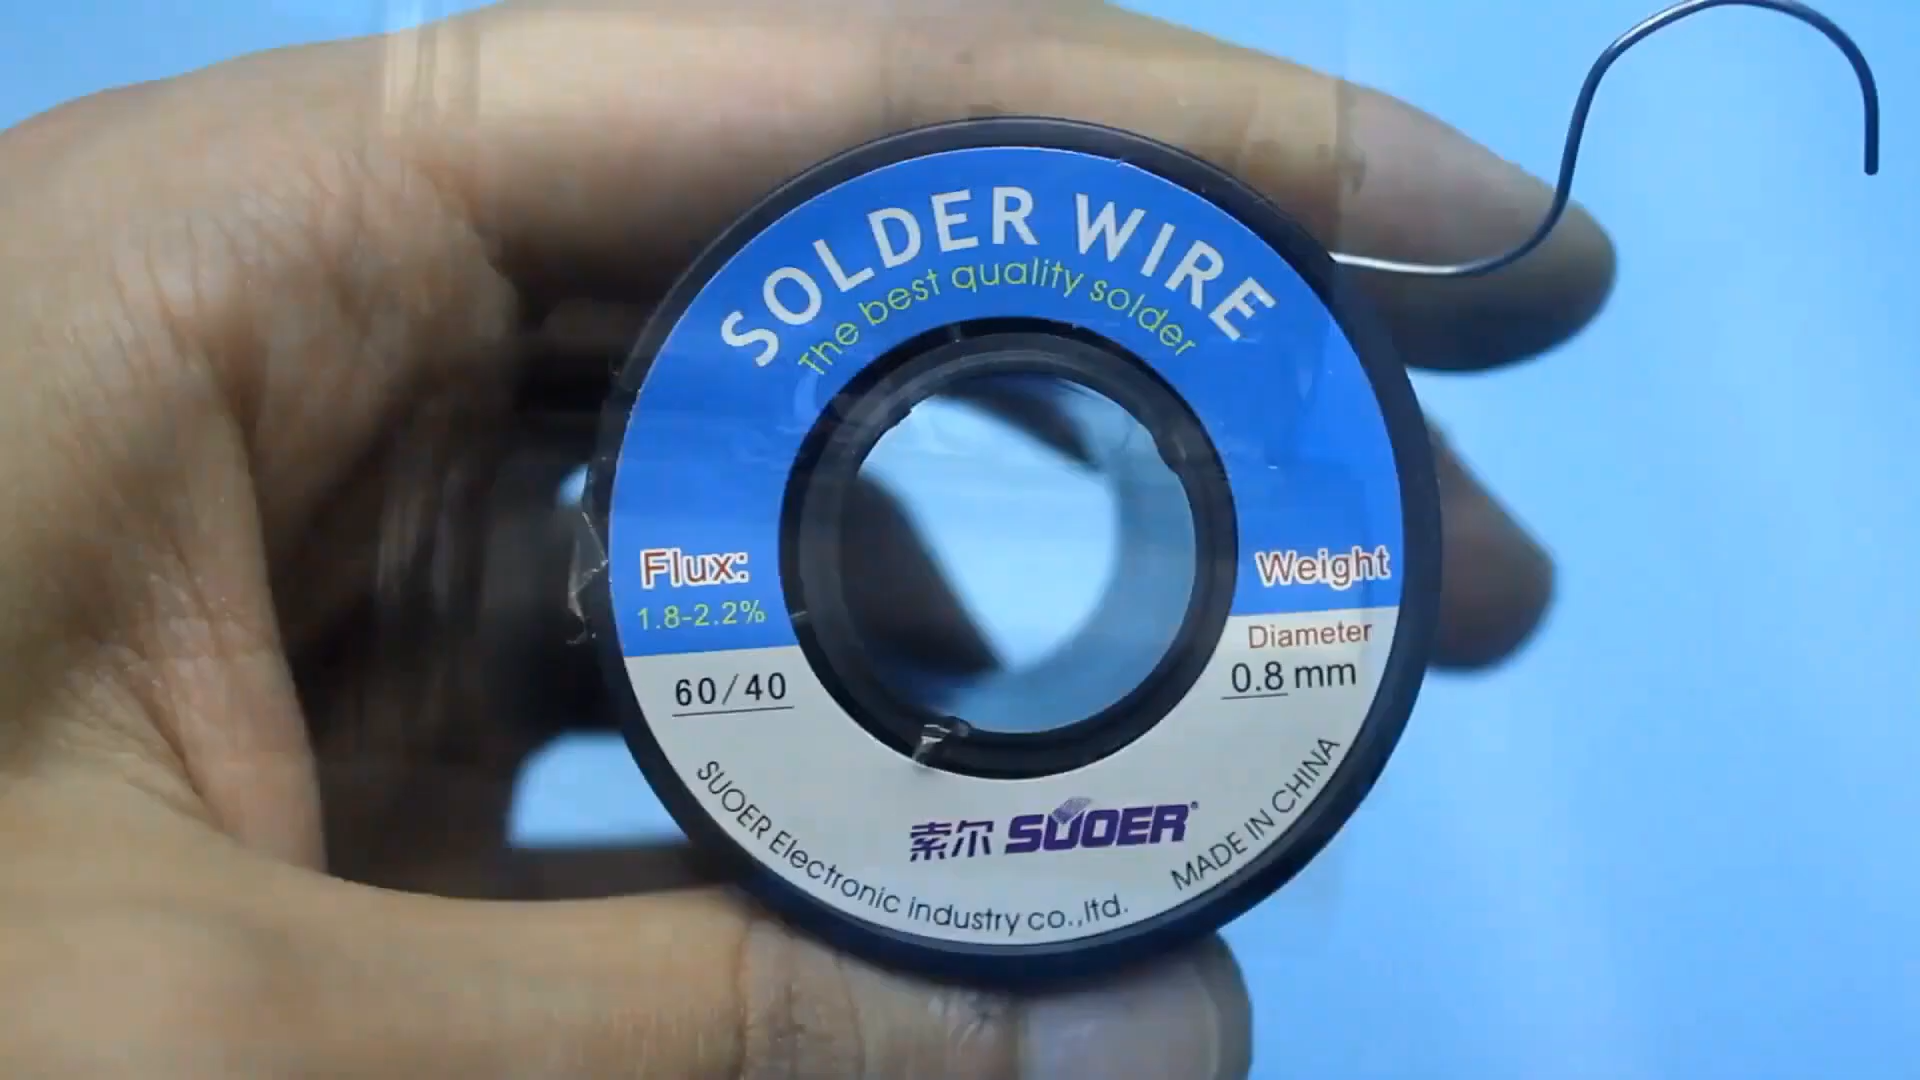 SOLDER WIRE
The best quality solder
Flux:
1.8-2.2%
Weight
60/40
Diameter
0.8 mm
索尔 SUOER®
SUOER Electronic industry co.,ltd.
MADE IN CHINA